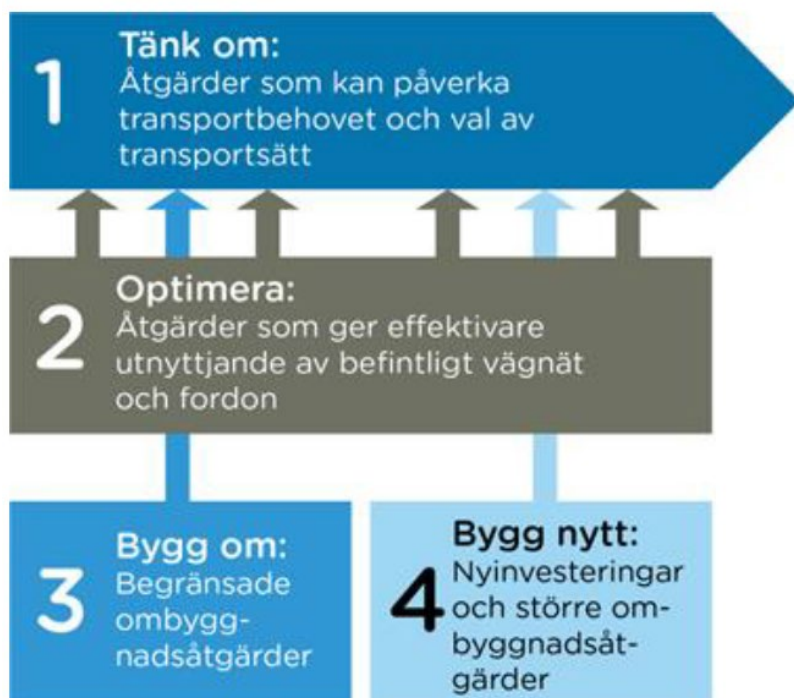 1
Tänk om:
Åtgärder som kan påverka
transportbehovet och val av
transportsätt
2
Optimera:
Åtgärder som ger effektivare
utnyttjande av befintligt vägnät
och fordon
3
Bygg om:
Begränsade
ombygg-
nadsåtgärder
4
Bygg nytt:
Nyinvesteringar
och större om-
byggnadsåt-
gärder